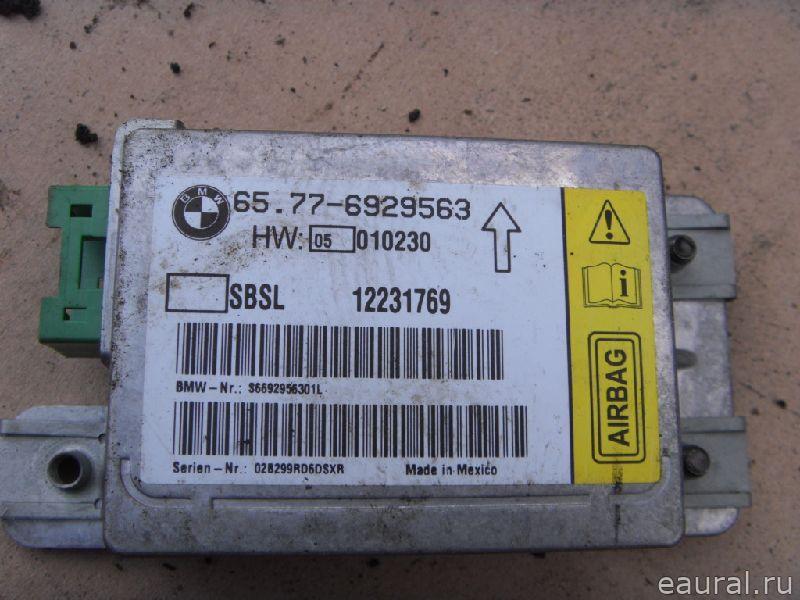 BMW
65.77-6929563
HW: 05 010230
SBSL 12231769
BMW-Nr.: S6692956301L
Serien-Nr.: 028299RD6DSXR Made in Mexico
AIRBAG
eaural.ru